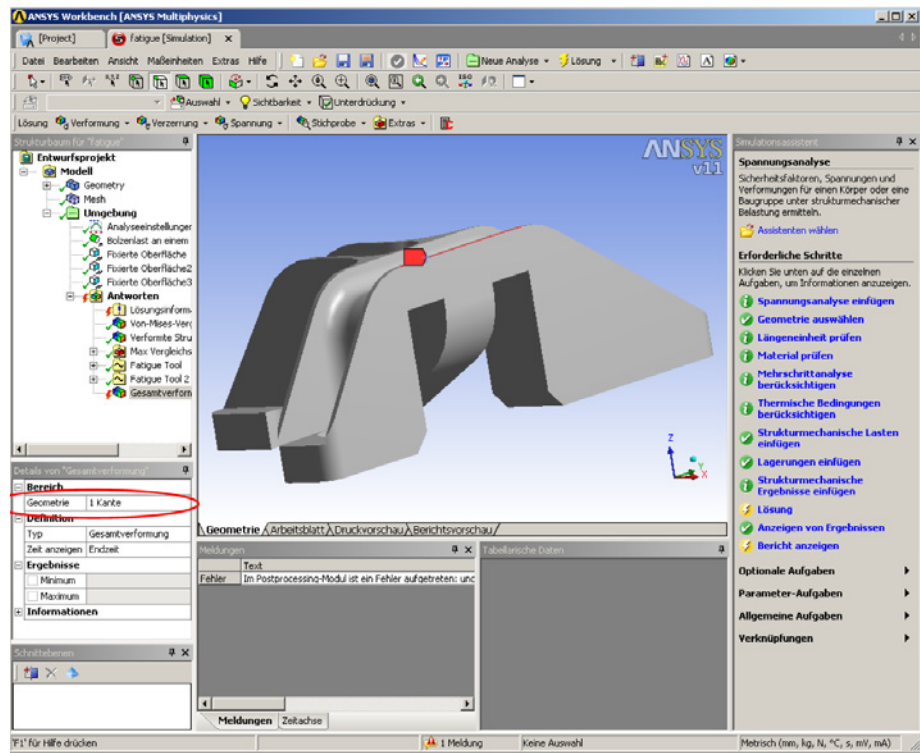 ANSYS Workbench [ANSYS Multiphysics]
[Project] fatigue [Simulation] x
Datei Bearbeiten Ansicht Maßeinheiten Extras Hilfe Neue Analyse Lösung
Auswahl Sichtbarkeit Unterdrückung
Lösung Verformung Verzerrung Spannung Stichprobe Extras
Strukturbaum für "fatigue"
Entwurfsprojekt
Modell
Geometry
Mesh
Umgebung
Analyseeinstellungen
Bolzenlast an einem
Fixierte Oberfläche
Fixierte Oberfläche2
Fixierte Oberfläche3
Antworten
Lösungsinform
Von-Mises-Verg
Verformte Stru
Max Vergleichs
Fatigue Tool
Fatigue Tool 2
Gesamtverform
Details von "Gesamtverformung"
Bereich
Geometrie 1 Kante
Definition
Typ Gesamtverformung
Zeit anzeigen Endzeit
Ergebnisse
Minimum
Maximum
Informationen
Schnittebenen
ANSYS
v11
Z
Y
X
Geometrie Arbeitsblatt Druckvorschau Berichtsvorschau
Meldungen
Text
Fehler Im Postprocessing-Modul ist ein Fehler aufgetreten: unc
Meldungen Zeitachse
Tabellarische Daten
Simulationsassistent
Spannungsanalyse
Sicherheitsfaktoren, Spannungen und
Verformungen für einen Körper oder eine
Baugruppe unter strukturmechanischer
Belastung ermitteln.
Assistenten wählen
Erforderliche Schritte
Klicken Sie unten auf die einzelnen
Aufgaben, um Informationen anzuzeigen.
Spannungsanalyse einfügen
Geometrie auswählen
Längeneinheit prüfen
Material prüfen
Mehrschrittanalyse
berücksichtigen
Thermische Bedingungen
berücksichtigen
Strukturmechanische Lasten
einfügen
Lagerungen einfügen
Strukturmechanische
Ergebnisse einfügen
Lösung
Anzeigen von Ergebnissen
Bericht anzeigen
Optionale Aufgaben
Parameter-Aufgaben
Allgemeine Aufgaben
Verknüpfungen
'F1' für Hilfe drücken 1 Meldung Keine Auswahl Metrisch (mm, kg, N, °C, s, mV, mA)